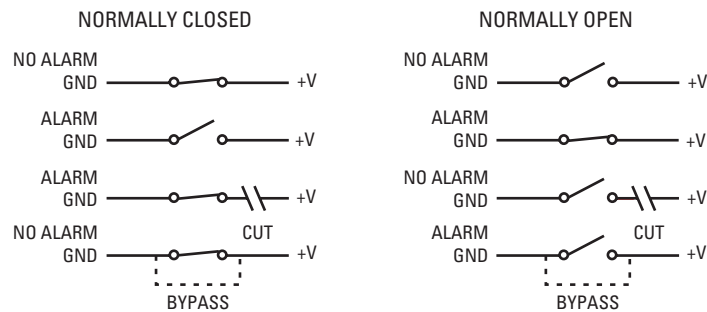 NORMALLY CLOSED
NO ALARM
GND +V
ALARM
GND +V
ALARM
GND +V
NO ALARM CUT
GND +V
BYPASS
NORMALLY OPEN
NO ALARM
GND +V
ALARM
GND +V
NO ALARM
GND +V
ALARM CUT
GND +V
BYPASS